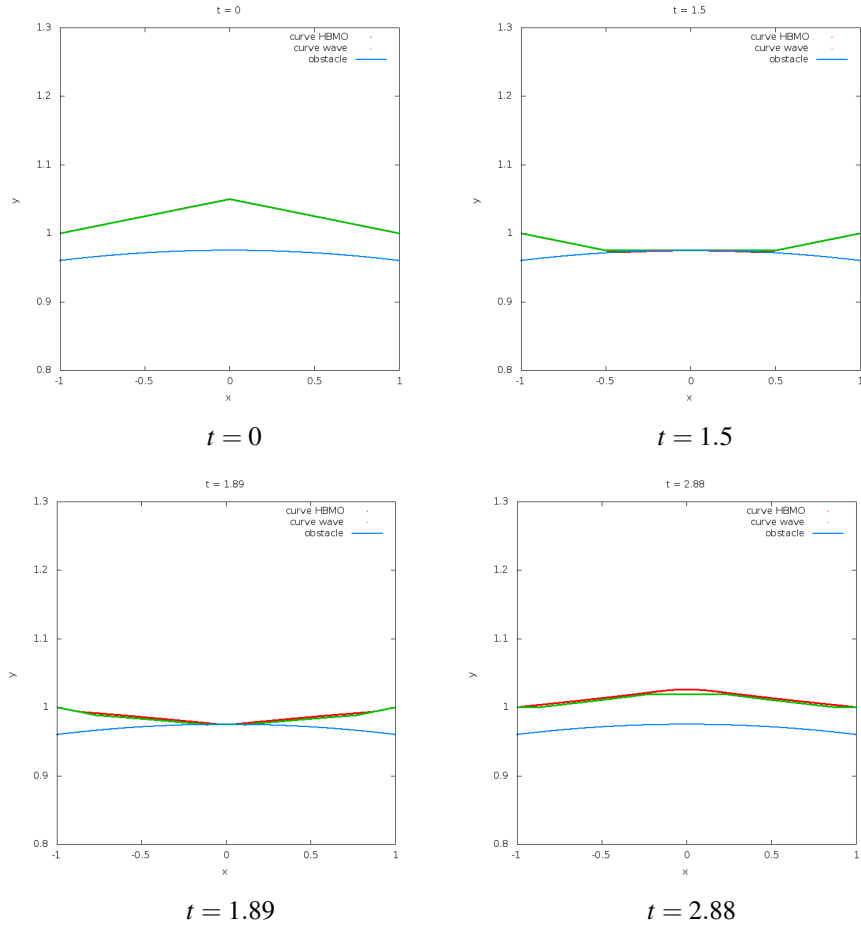 t = 0
1.3
1.2
1.1
1
0.9
0.8
-1
-0.5
0
0.5
1
x
y
curve HBMO
curve wave
obstacle
t = 0
t = 1.5
1.3
1.2
1.1
1
0.9
0.8
-1
-0.5
0
0.5
1
x
y
curve HBMO
curve wave
obstacle
t = 1.5
t = 1.89
1.3
1.2
1.1
1
0.9
0.8
-1
-0.5
0
0.5
1
x
y
curve HBMO
curve wave
obstacle
t = 1.89
t = 2.88
1.3
1.2
1.1
1
0.9
0.8
-1
-0.5
0
0.5
1
x
y
curve HBMO
curve wave
obstacle
t = 2.88